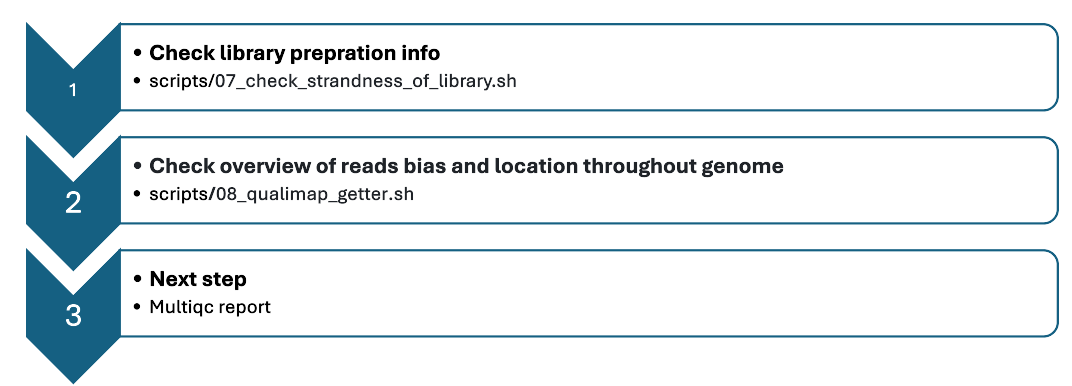 1
• Check library prepration info
• scripts/07_check_strandness_of_library.sh
2
• Check overview of reads bias and location throughout genome
• scripts/08_qualimap_getter.sh
3
• Next step
• Multiqc report